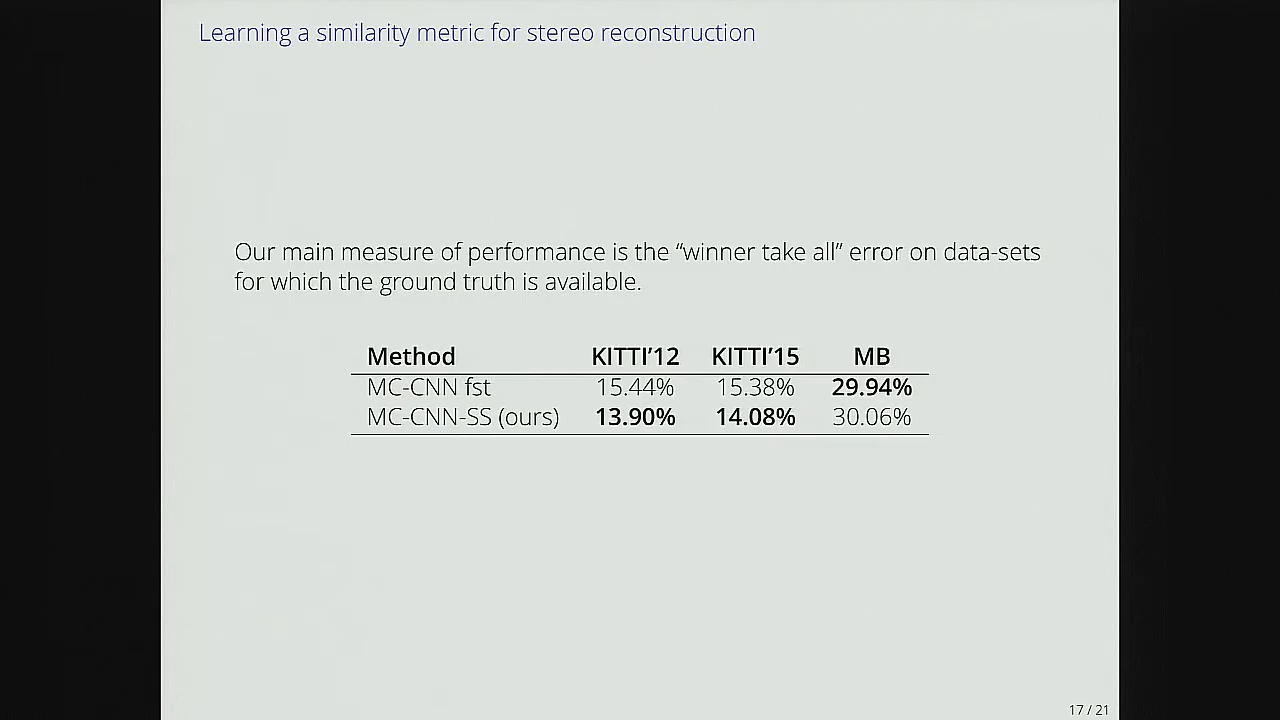 Learning a similarity metric for stereo reconstruction
Our main measure of performance is the “winner take all” error on data-sets
for which the ground truth is available.
Method KITTI’12 KITTI’15 MB
MC-CNN fst 15.44% 15.38% 29.94%
MC-CNN-SS (ours) 13.90% 14.08% 30.06%
17 / 21